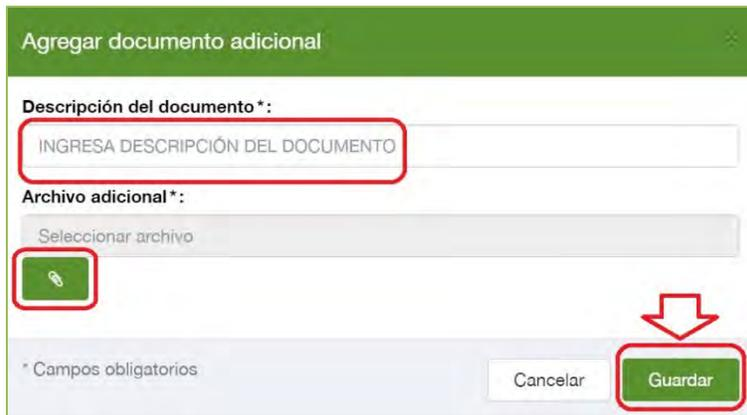 Agregar documento adicional
Descripción del documento*:
INGRESA DESCRIPCIÓN DEL DOCUMENTO
Archivo adicional*:
Seleccionar archivo
* Campos obligatorios
Cancelar
Guardar